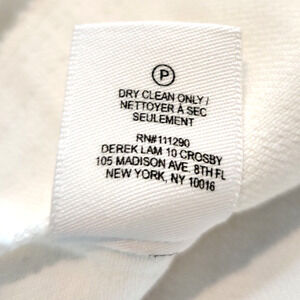 P
DRY CLEAN ONLY/
NETTOYER À SEC
SEULEMENT
RN#111290
DEREK LAM 10 CROSBY
105 MADISON AVE. 8TH FL
NEW YORK, NY 10016